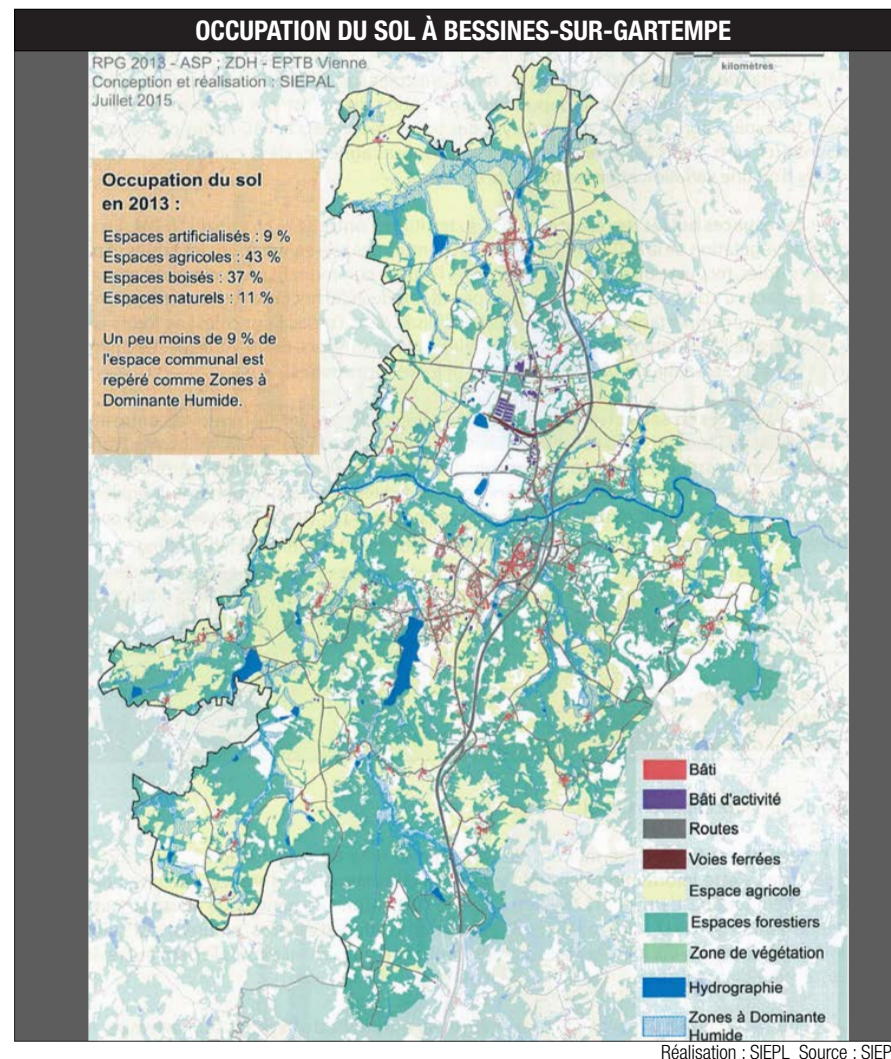 OCCUPATION DU SOL À BESSINES-SUR-GARTEMPE
RPG 2013 - ASP ; ZDH - EPTB Vienne
Conception et réalisation : SIEPAL
Juillet 2015
kilomètres
Occupation du sol
en 2013 :
Espaces artificialisés : 9 %
Espaces agricoles : 43 %
Espaces boisés : 37 %
Espaces naturels : 11 %
Un peu moins de 9 % de
l'espace communal est
repéré comme Zones à
Dominante Humide.
Bâti
Bâti d'activité
Routes
Voies ferrées
Espace agricole
Espaces forestiers
Zone de végétation
Hydrographie
Zones à Dominante
Humide
Réalisation : SIEPL Source : SIEP